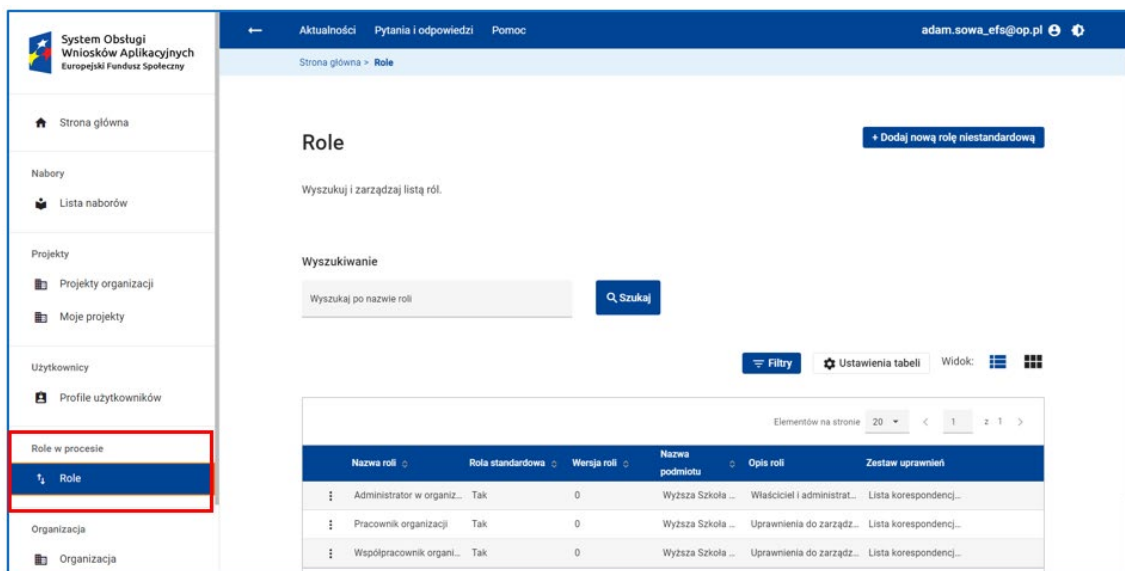 System Obsługi
Wniosków Aplikacyjnych
Europejski Fundusz Społeczny
Aktualności Pytania i odpowiedzi Pomoc adam.sowa_efs@op.pl
Strona główna > Role
Strona główna
Nabory
Lista naborów
Projekty
Projekty organizacji
Moje projekty
Użytkownicy
Profile użytkowników
Role w procesie
Role
Organizacja
Organizacja
Role
+ Dodaj nową rolę niestandardową
Wyszukuj i zarządzaj listą ról.
Wyszukiwanie
Wyszukaj po nazwie roli Szukaj
Filtry Ustawienia tabeli Widok:
Elementów na stronie 20 < 1 z 1 >
Nazwa roli Rola standardowa Wersja roli Nazwa podmiotu Opis roli Zestaw uprawnień
Administrator w organiz... Tak 0 Wyższa Szkoła ... Właściciel i administrat... Lista korespondencj...
Pracownik organizacji Tak 0 Wyższa Szkoła ... Uprawnienia do zarządz... Lista korespondencj...
Współpracownik organi... Tak 0 Wyższa Szkoła ... Uprawnienia do zarządz... Lista korespondencj...